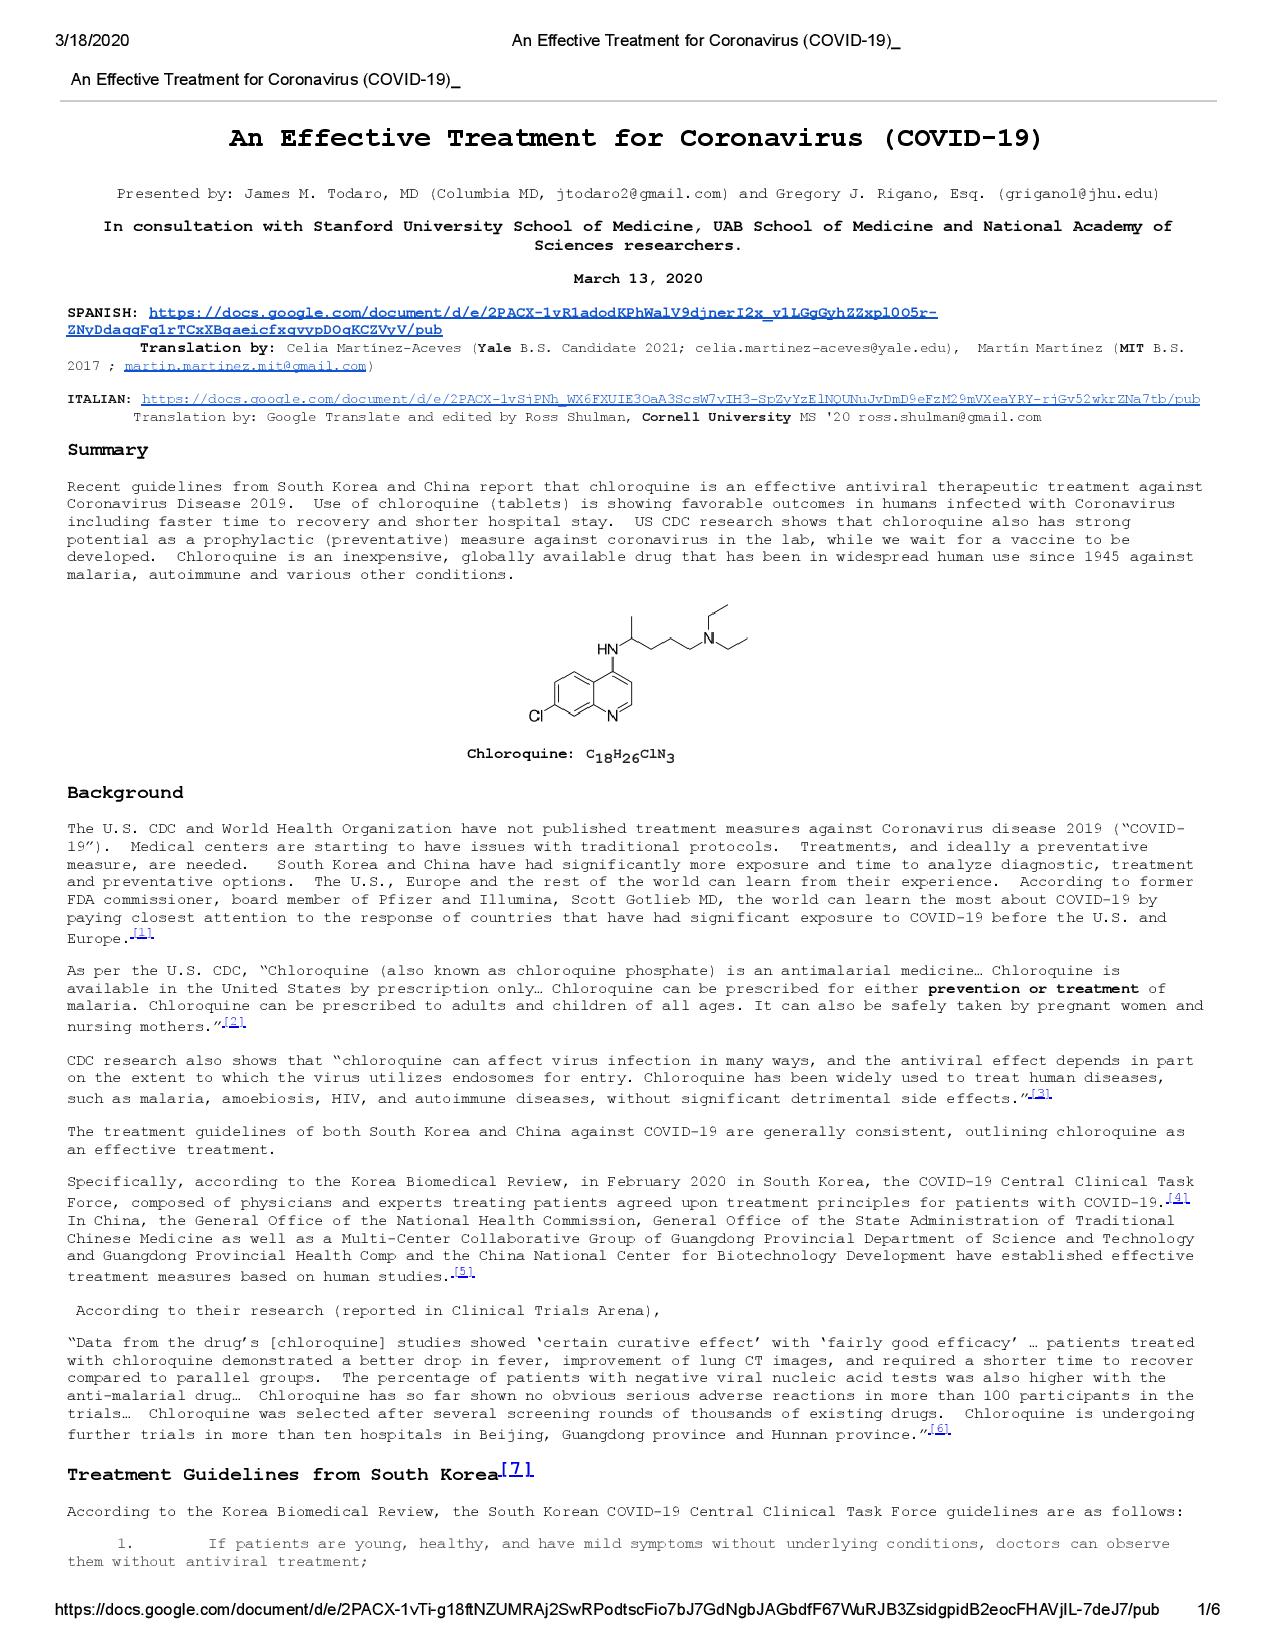 3/18/2020 An Effective Treatment for Coronavirus (COVID-19)_
An Effective Treatment for Coronavirus (COVID-19)_
An Effective Treatment for Coronavirus (COVID-19)
Presented by: James M. Todaro, MD (Columbia MD, jtodaro2@gmail.com) and Gregory J. Rigano, Esq. (grigano1@jhu.edu)
In consultation with Stanford University School of Medicine, UAB School of Medicine and National Academy of
Sciences researchers.
March 13, 2020
SPANISH: https://docs.google.com/document/d/e/2PACX-1vR1adodKPhWalV9djnerI2x_v1LGgGyhZZxpl0O5r-
ZNyDdaqqFq1rTCxXBqaeicfxqvypDOqKCZVyV/pub
Translation by: Celia Martínez-Aceves (Yale B.S. Candidate 2021; celia.martinez-aceves@yale.edu), Martín Martínez (MIT B.S.
2017 ; martin.martinez.mit@gmail.com)
ITALIAN: https://docs.google.com/document/d/e/2PACX-1vSjPNh_WX6FXUIE3OaA3ScsW7yIH3-SpZvYzElNQUNuJvDmD9eFzM29mVXeaYRY-rjGv52wkrZNa7tb/pub
Translation by: Google Translate and edited by Ross Shulman, Cornell University MS '20 ross.shulman@gmail.com
Summary
Recent guidelines from South Korea and China report that chloroquine is an effective antiviral therapeutic treatment against
Coronavirus Disease 2019. Use of chloroquine (tablets) is showing favorable outcomes in humans infected with Coronavirus
including faster time to recovery and shorter hospital stay. US CDC research shows that chloroquine also has strong
potential as a prophylactic (preventative) measure against coronavirus in the lab, while we wait for a vaccine to be
developed. Chloroquine is an inexpensive, globally available drug that has been in widespread human use since 1945 against
malaria, autoimmune and various other conditions.
HN
N
Cl
N
Chloroquine: C18H26ClN3
Background
The U.S. CDC and World Health Organization have not published treatment measures against Coronavirus disease 2019 (“COVID-
19”). Medical centers are starting to have issues with traditional protocols. Treatments, and ideally a preventative
measure, are needed. South Korea and China have had significantly more exposure and time to analyze diagnostic, treatment
and preventative options. The U.S., Europe and the rest of the world can learn from their experience. According to former
FDA commissioner, board member of Pfizer and Illumina, Scott Gotlieb MD, the world can learn the most about COVID-19 by
paying closest attention to the response of countries that have had significant exposure to COVID-19 before the U.S. and
Europe.[1]
As per the U.S. CDC, “Chloroquine (also known as chloroquine phosphate) is an antimalarial medicine… Chloroquine is
available in the United States by prescription only… Chloroquine can be prescribed for either prevention or treatment of
malaria. Chloroquine can be prescribed to adults and children of all ages. It can also be safely taken by pregnant women and
nursing mothers.”[2]
CDC research also shows that “chloroquine can affect virus infection in many ways, and the antiviral effect depends in part
on the extent to which the virus utilizes endosomes for entry. Chloroquine has been widely used to treat human diseases,
such as malaria, amoebiosis, HIV, and autoimmune diseases, without significant detrimental side effects.”[3]
The treatment guidelines of both South Korea and China against COVID-19 are generally consistent, outlining chloroquine as
an effective treatment.
Specifically, according to the Korea Biomedical Review, in February 2020 in South Korea, the COVID-19 Central Clinical Task
Force, composed of physicians and experts treating patients agreed upon treatment principles for patients with COVID-19.[4]
In China, the General Office of the National Health Commission, General Office of the State Administration of Traditional
Chinese Medicine as well as a Multi-Center Collaborative Group of Guangdong Provincial Department of Science and Technology
and Guangdong Provincial Health Comp and the China National Center for Biotechnology Development have established effective
treatment measures based on human studies.[5]
According to their research (reported in Clinical Trials Arena),
“Data from the drug’s [chloroquine] studies showed ‘certain curative effect’ with ‘fairly good efficacy’ … patients treated
with chloroquine demonstrated a better drop in fever, improvement of lung CT images, and required a shorter time to recover
compared to parallel groups. The percentage of patients with negative viral nucleic acid tests was also higher with the
anti-malarial drug… Chloroquine has so far shown no obvious serious adverse reactions in more than 100 participants in the
trials… Chloroquine was selected after several screening rounds of thousands of existing drugs. Chloroquine is undergoing
further trials in more than ten hospitals in Beijing, Guangdong province and Hunnan province.”[6]
Treatment Guidelines from South Korea[7]
According to the Korea Biomedical Review, the South Korean COVID-19 Central Clinical Task Force guidelines are as follows:
1. If patients are young, healthy, and have mild symptoms without underlying conditions, doctors can observe
them without antiviral treatment;
https://docs.google.com/document/d/e/2PACX-1vTi-g18ftNZUMRAj2SwRPodtscFio7bJ7GdNgbJAGbdfF67WuRJB3ZsidgpidB2eocFHAVjIL-7deJ7/pub 1/6